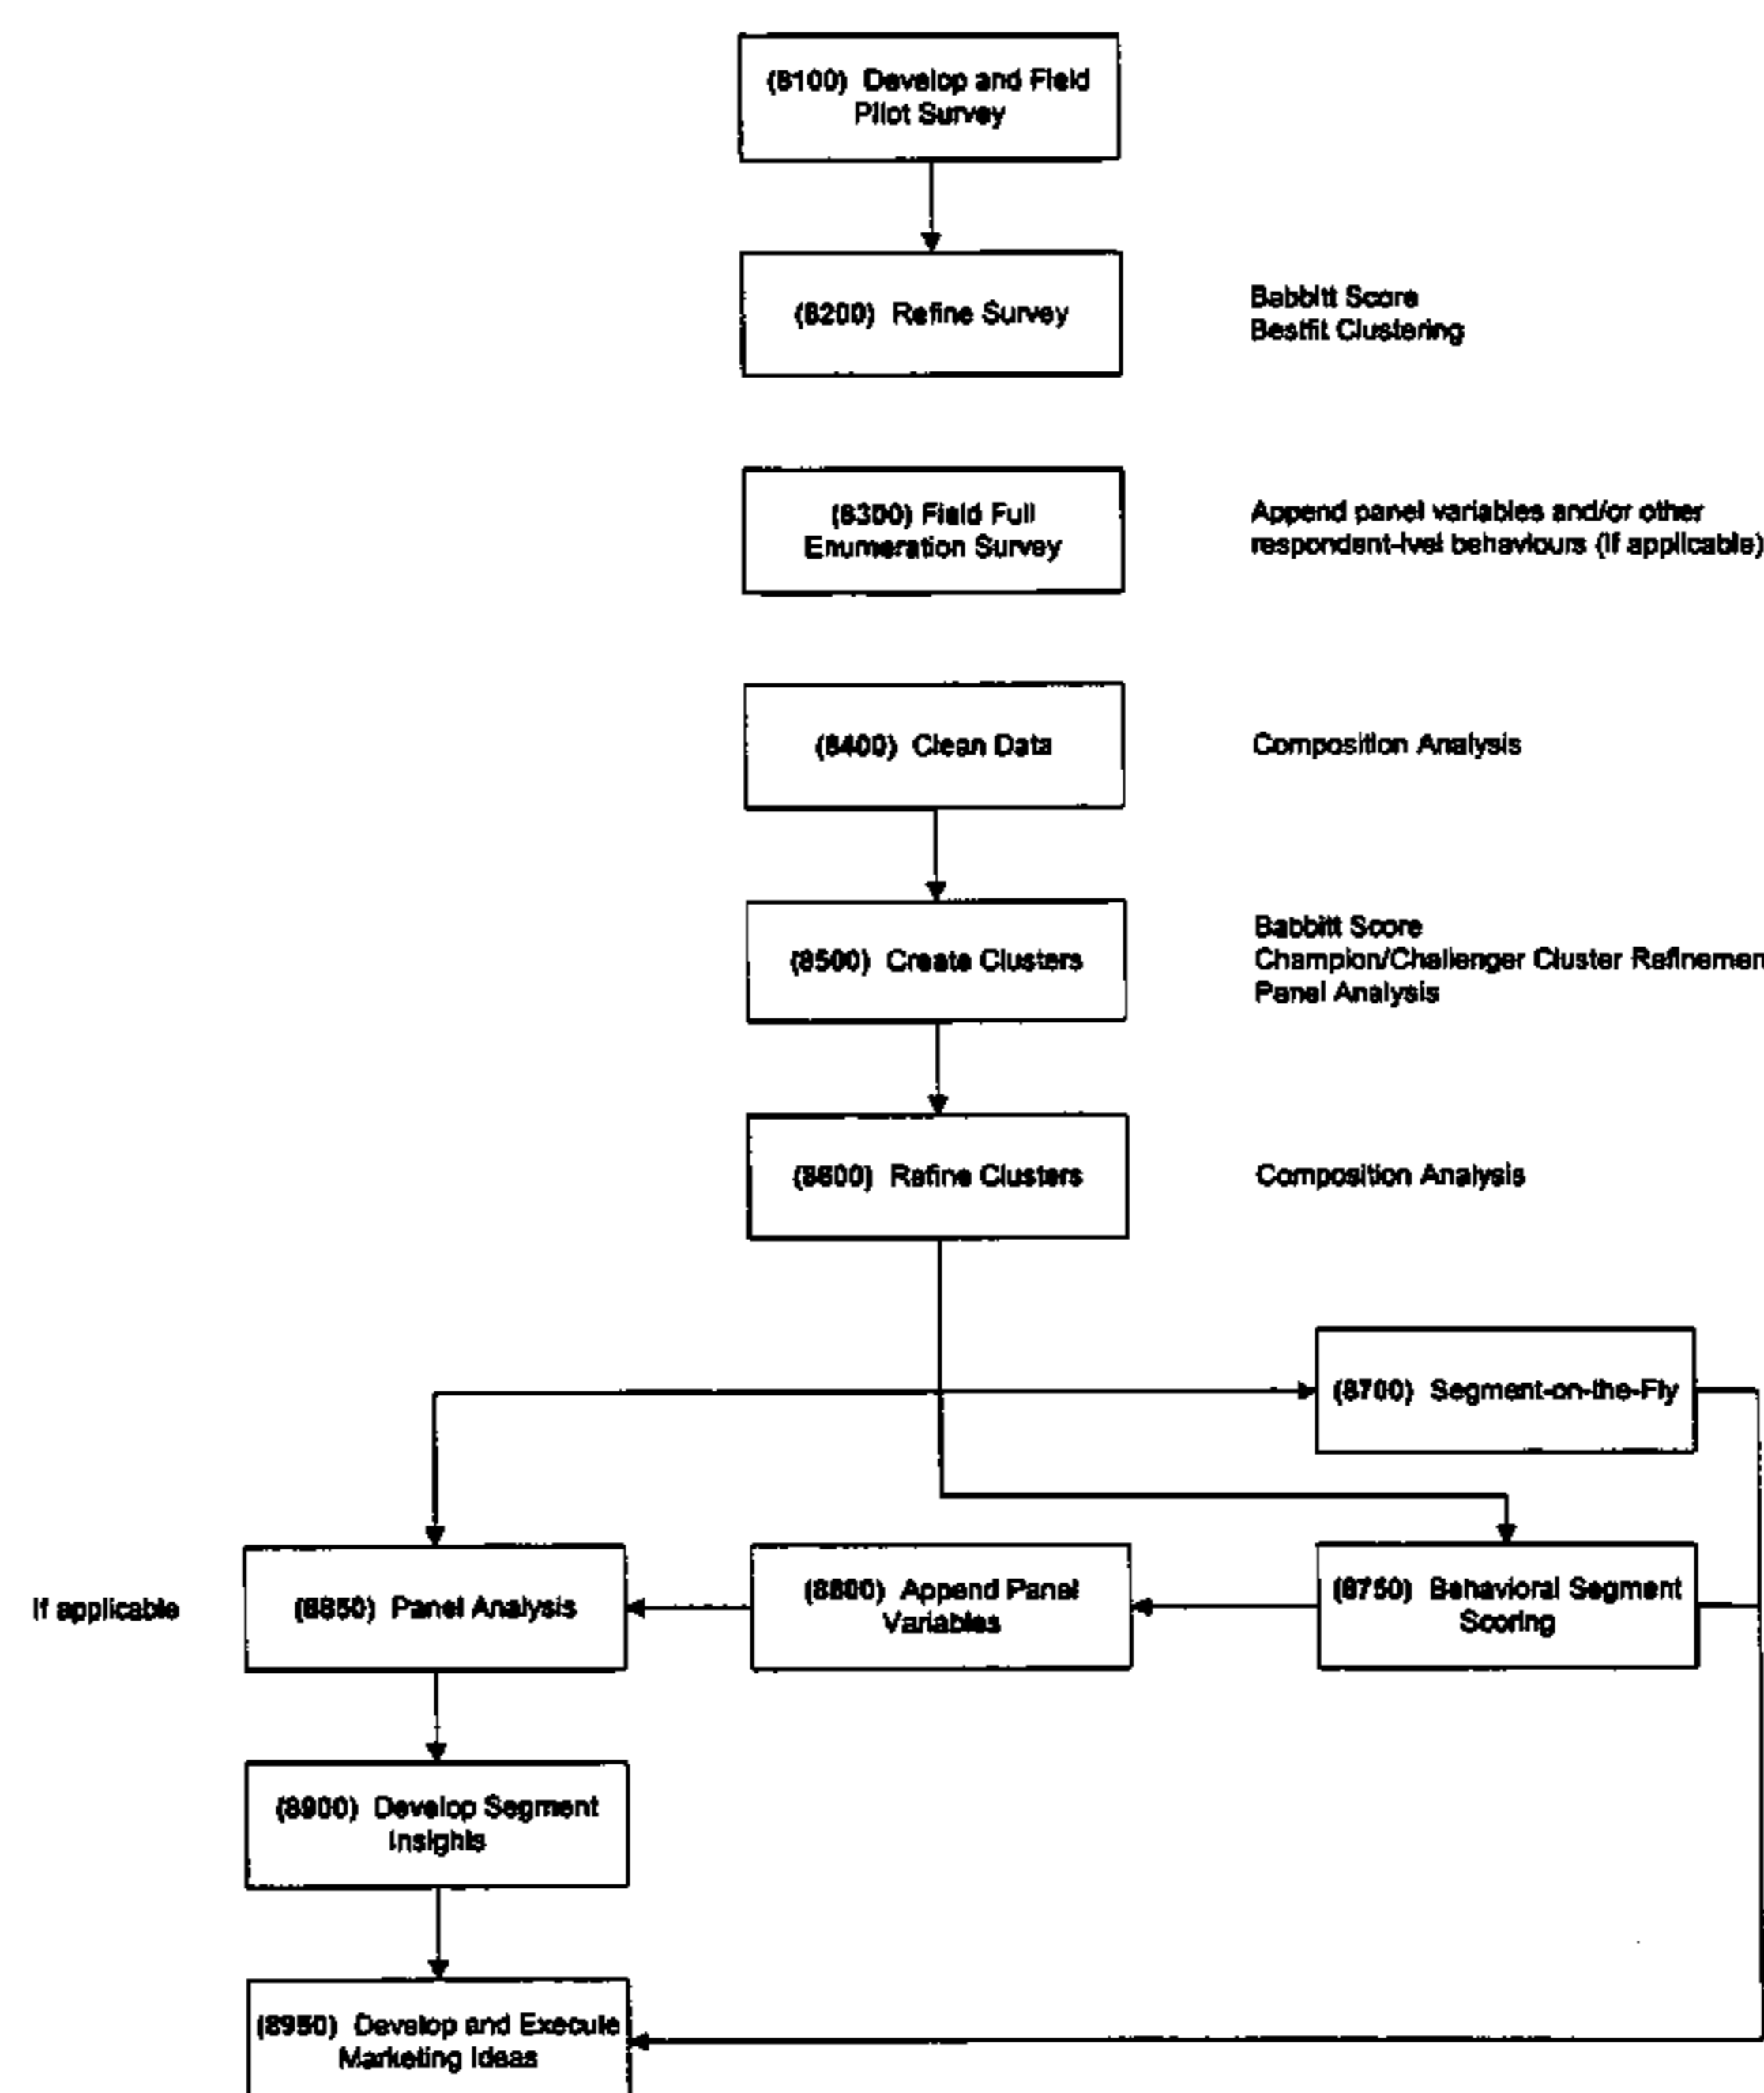 (8100) Develop and Field
Pilot Survey
(8200) Refine Survey
Babbitt Score
Bestfit Clustering
(8300) Field Full
Enumeration Survey
Append panel variables and/or other
respondent-lvel behaviours (if applicable)
(8400) Clean Data
Composition Analysis
(8500) Create Clusters
Babbitt Score
Champion/Challenger Cluster Refinemen
Panel Analysis
(8600) Refine Clusters
Composition Analysis
(8700) Segment-on-the-Fly
If applicable
(8850) Panel Analysis
(8800) Append Panel
Variables
(8750) Behavioral Segment
Scoring
(8900) Develop Segment
Insights
(8950) Develop and Execute
Marketing Ideas